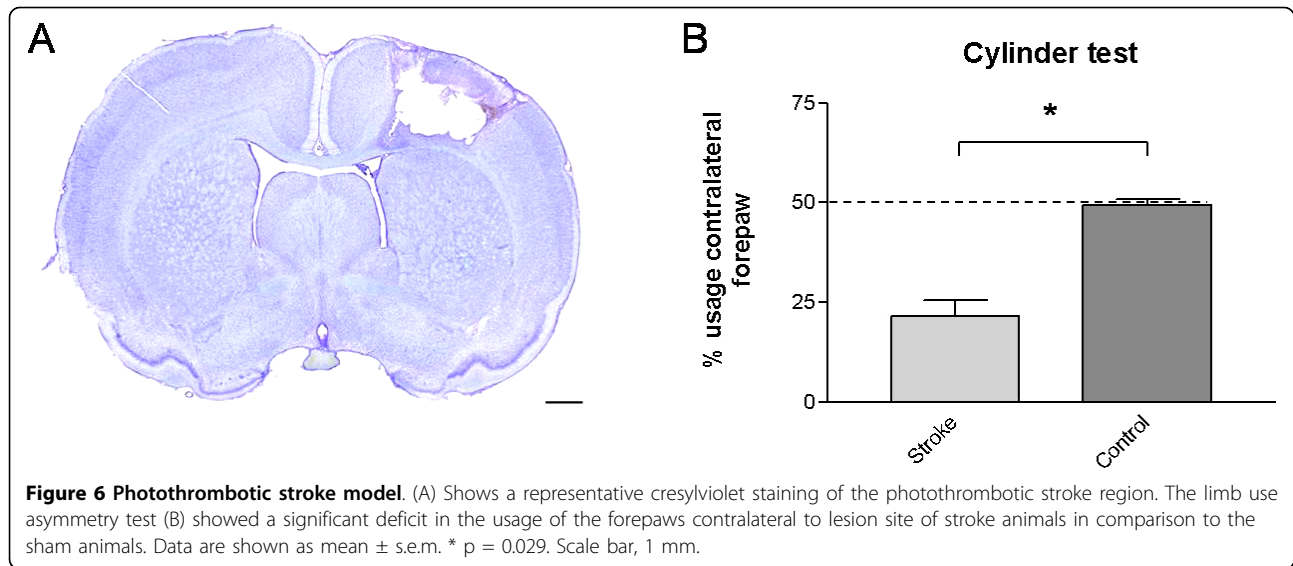 A
B
Cylinder test
*
% usage contralateral
forepaw
75
50
25
0
Stroke
Control
Figure 6 Photothrombotic stroke model. (A) Shows a representative cresylviolet staining of the photothrombotic stroke region. The limb use
asymmetry test (B) showed a significant deficit in the usage of the forepaws contralateral to lesion site of stroke animals in comparison to the
sham animals. Data are shown as mean ± s.e.m. * p = 0.029. Scale bar, 1 mm.